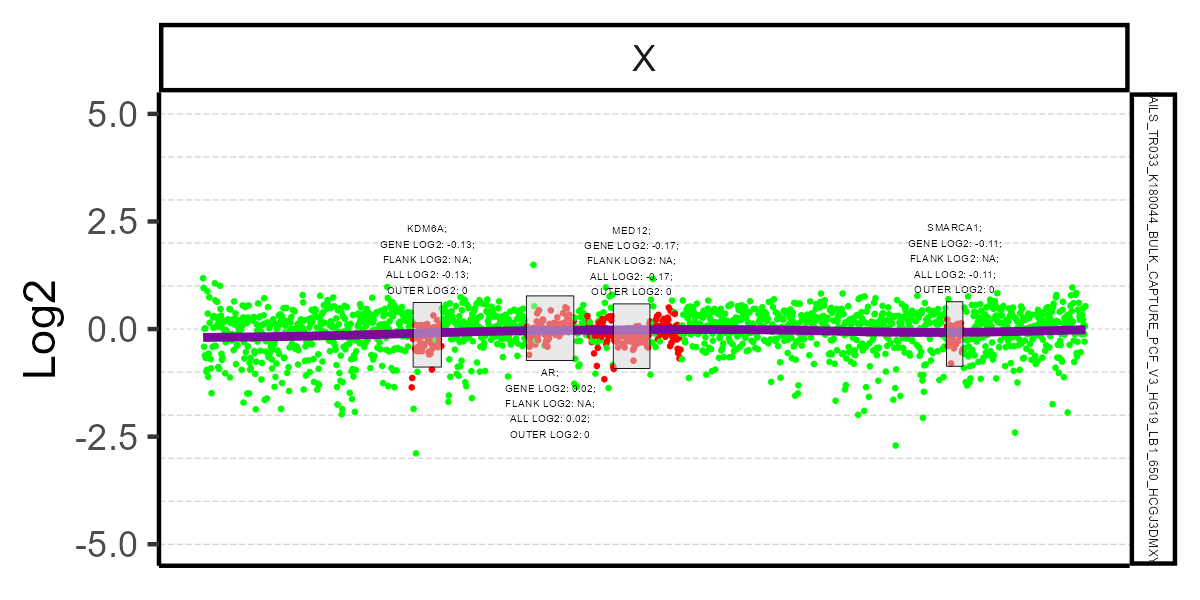 X
5.0
2.5
0.0
-2.5
-5.0
Log2
KDM6A;
GENE LOG2: -0.13;
FLANK LOG2: NA;
ALL LOG2: -0.13;
OUTER LOG2: 0
AR;
GENE LOG2: 0.02;
FLANK LOG2: NA;
ALL LOG2: 0.02;
OUTER LOG2: 0
MED12;
GENE LOG2: -0.17;
FLANK LOG2: NA;
ALL LOG2: -0.17;
OUTER LOG2: 0
SMARCA1;
GENE LOG2: -0.11;
FLANK LOG2: NA;
ALL LOG2: -0.11;
OUTER LOG2: 0
AILS_TR033_K180044_BULK_CAPTURE_PCF_V3_HG19_LB1_650_HCGJ3DMXY